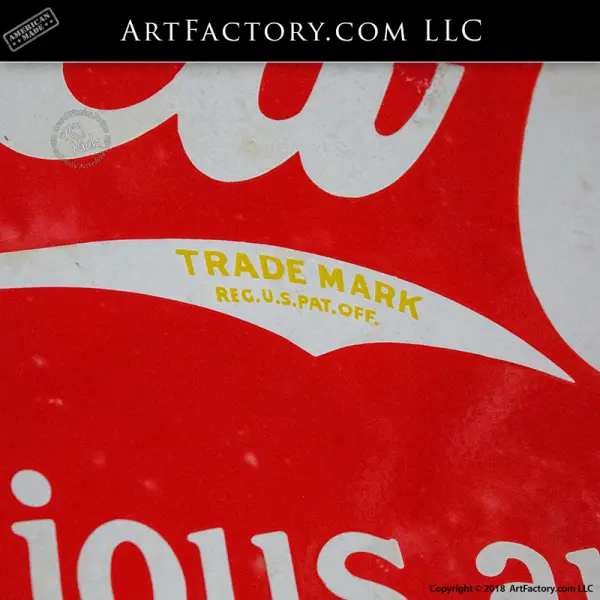 AMERICAN
MADE
ArtFactory.com LLC
TRADE MARK
REG.U.S.PAT.OFF.
ious a
Copyright © 2018 ArtFactory.com LLC